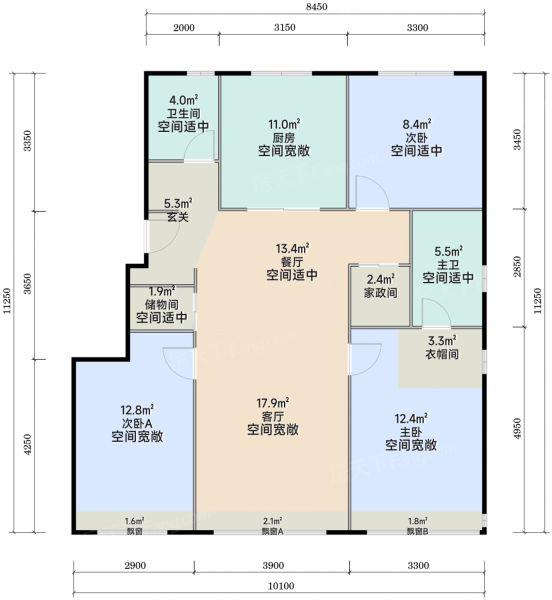 8450
2000
3150
3300
4.0㎡
卫生间
空间适中
11.0㎡
厨房
空间宽敞
8.4㎡
次卧
空间适中
3350
3450
5.3㎡
玄关
13.4㎡
餐厅
空间适中
5.5㎡
主卫
空间适中
2.4㎡
家政间
1.9㎡
储物间
空间适中
11250
3650
2850
11250
3.3㎡
衣帽间
12.8㎡
次卧A
空间宽敞
17.9㎡
客厅
空间宽敞
12.4㎡
主卧
空间宽敞
4250
4950
1.6㎡
飘窗
2.1㎡
飘窗A
1.8㎡
飘窗B
2900
3900
3300
10100